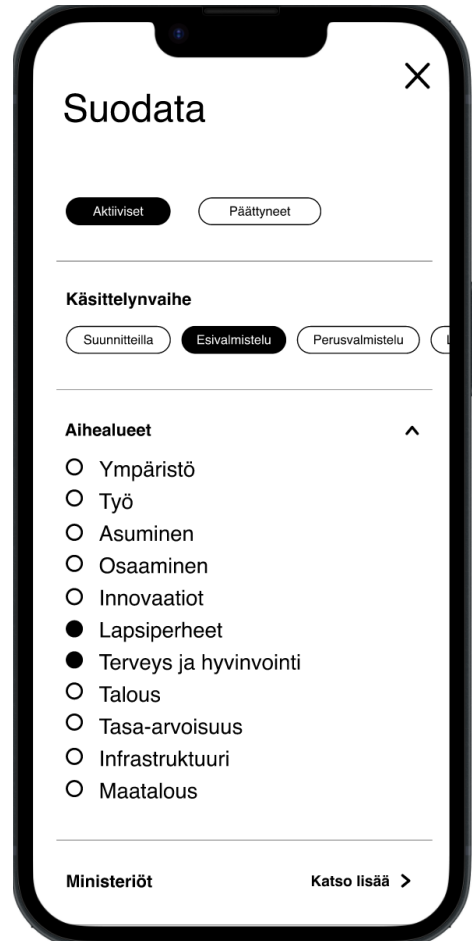 Suodata
Aktiiviset Päättyneet
Käsittelynvaihe
Suunnitteilla Esivalmistelu Perusvalmistelu
Aihealueet
Ympäristö
Työ
Asuminen
Osaaminen
Innovaatiot
Lapsiperheet
Terveys ja hyvinvointi
Talous
Tasa-arvoisuus
Infrastruktuuri
Maatalous
Ministeriöt Katso lisää